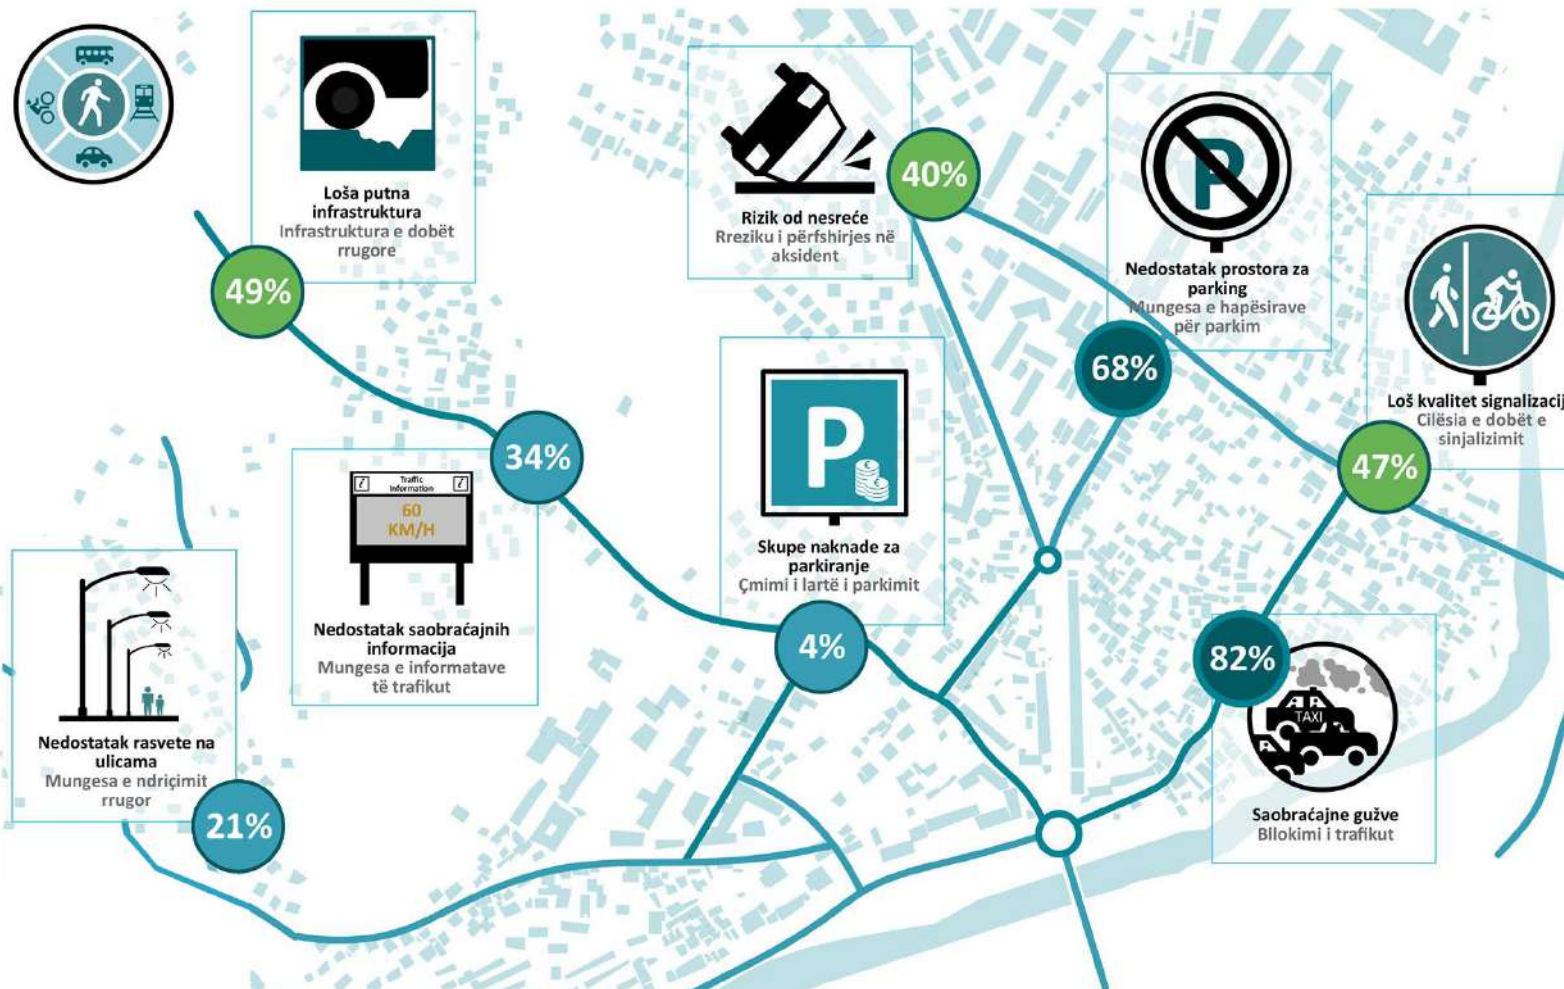 Loša putna
infrastruktura
Infrastruktura e dobët
rrugore
49%
Rizik od nesreće
Rreziku i përfshirjes në
aksident
40%
P
Nedostatak prostora za
parking
Mungesa e hapësirave
për parkim
68%
Loš kvalitet signalizacij
Cilësia e dobët e
sinjalizimit
47%
i Traffic Information i
60
KM/H
Nedostatak saobraćajnih
informacija
Mungesa e informatave
të trafikut
34%
P
€
€
Skupe naknade za
parkiranje
Çmimi i lartë i parkimit
4%
Nedostatak rasvete na
ulicama
Mungesa e ndriçimit
rrugor
21%
82%
TAXI
Saobraćajne gužve
Bllokimi i trafikut